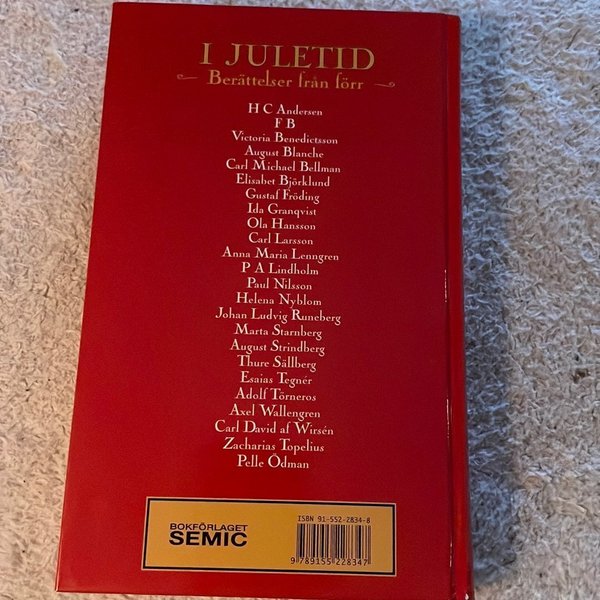 I JULETID
Berättelser från förr
H C Andersen
F B
Victoria Benedictsson
August Blanche
Carl Michael Bellman
Elisabet Björklund
Gustaf Fröding
Ida Granqvist
Ola Hansson
Carl Larsson
Anna Maria Lenngren
P A Lindholm
Paul Nilsson
Helena Nyblom
Johan Ludvig Runeberg
Marta Starnberg
August Strindberg
Thure Sällberg
Esaias Tegnér
Adolf Törneros
Axel Wallengren
Carl David af Wirsén
Zacharias Topelius
Pelle Ödman
BOKFÖRLAGET
SEMIC
ISBN 91-552-2834-8
9 789155 228347